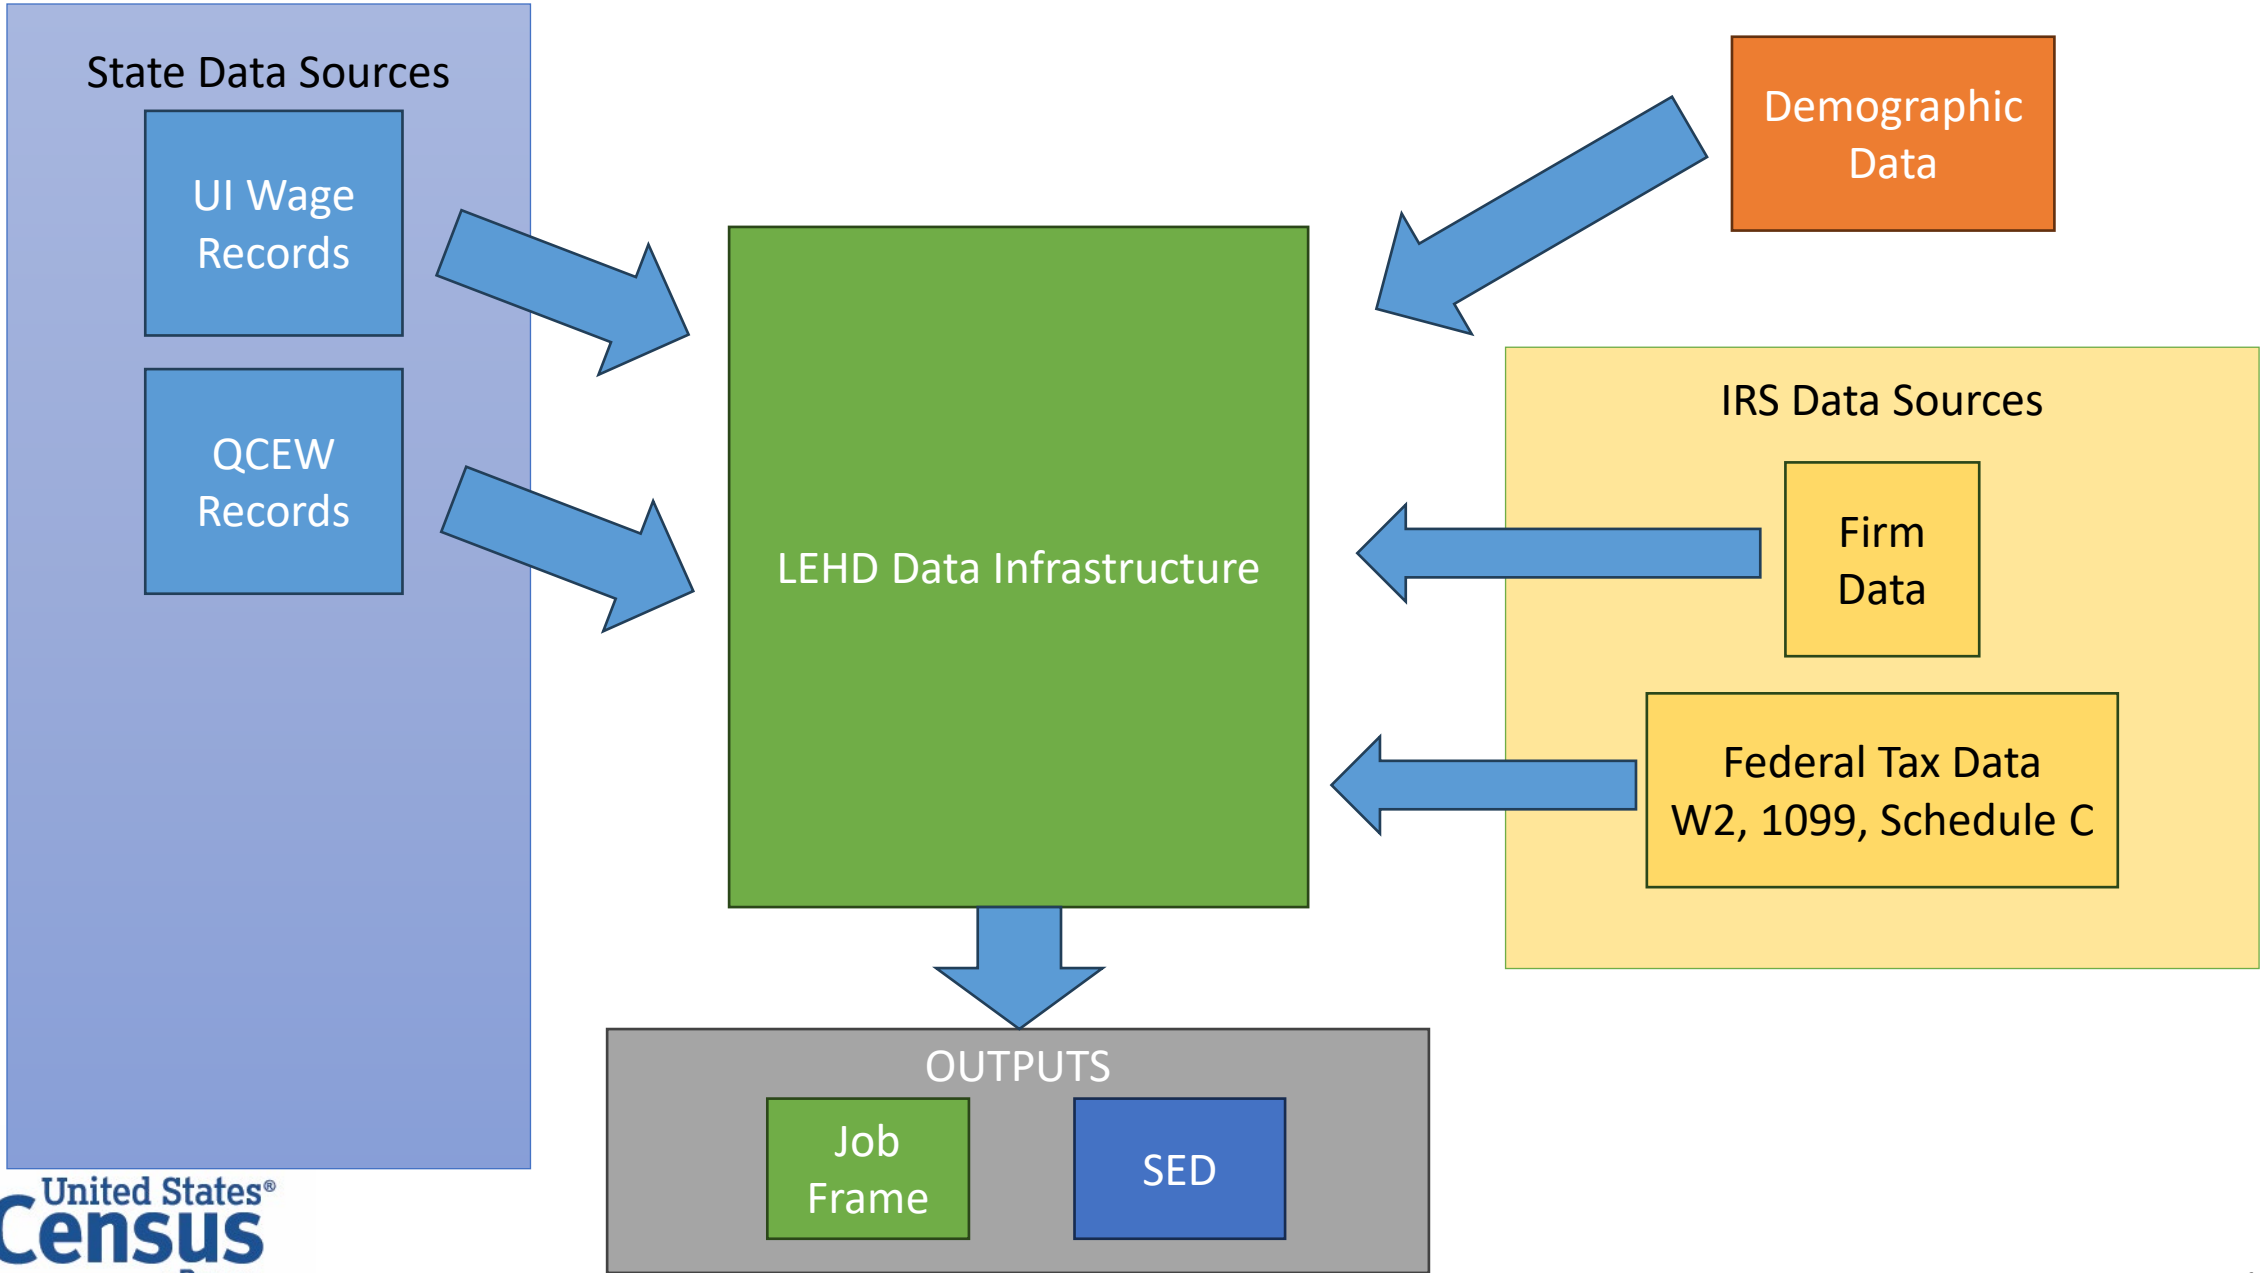 State Data Sources
UI Wage
Records
QCEW
Records
LEHD Data Infrastructure
Demographic
Data
IRS Data Sources
Firm
Data
Federal Tax Data
W2, 1099, Schedule C
OUTPUTS
Job
Frame
SED
United States®
Census